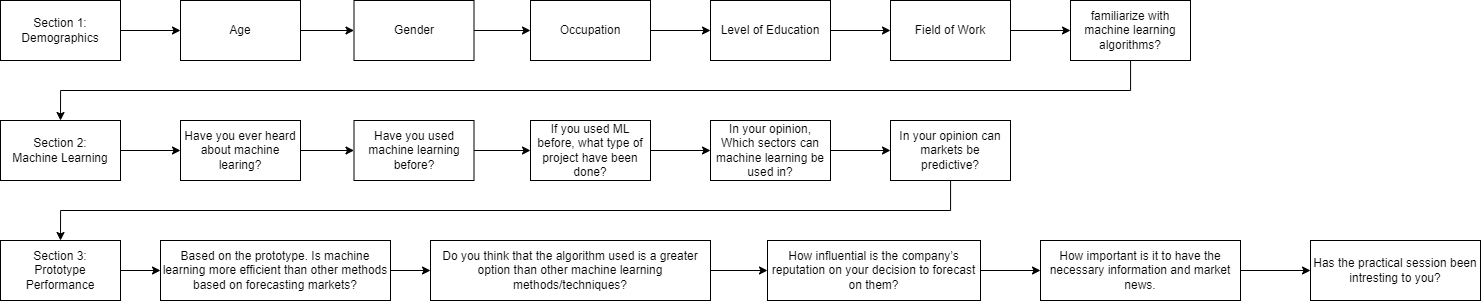 Section 1:
Demographics
Age
Gender
Occupation
Level of Education
Field of Work
familiarize with
machine learning
algorithms?
Section 2:
Machine Learning
Have you ever heard
about machine
learing?
Have you used
machine learning
before?
If you used ML
before, what type of
project have been
done?
In your opinion,
Which sectors can
machine learning be
used in?
In your opinion can
markets be
predictive?
Section 3:
Prototype
Performance
Based on the prototype. Is machine
learning more efficient than other methods
based on forecasting markets?
Do you think that the algorithm used is a greater
option than other machine learning
methods/techniques?
How influential is the company's
reputation on your decision to forecast
on them?
How important is it to have the
necessary information and market
news.
Has the practical session been
intresting to you?